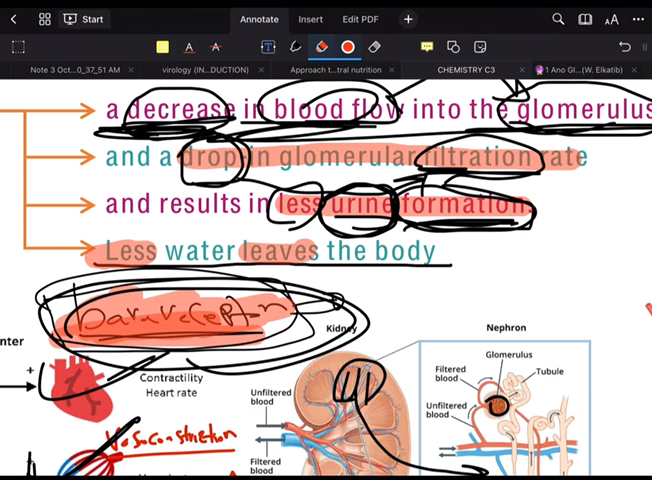 Start
Annotate
Insert
Edit PDF
Note 3 Oct...0_37_51 AM
virology (IN...DUCTION)
Approach t...tral nutrition
CHEMISTRY C3
1 Ano Gl...(W. Elkatib)
a decrease in blood flow into the glomerulus
and a drop in glomerular filtration rate
and results in less urine formation.
Less water leaves the body
nter
+
Contractility
Heart rate
Vasoconstriction
Kidney
Unfiltered
blood
Filtered
blood
Nephron
Glomerulus
Filtered
blood
Tubule
Unfiltered
blood